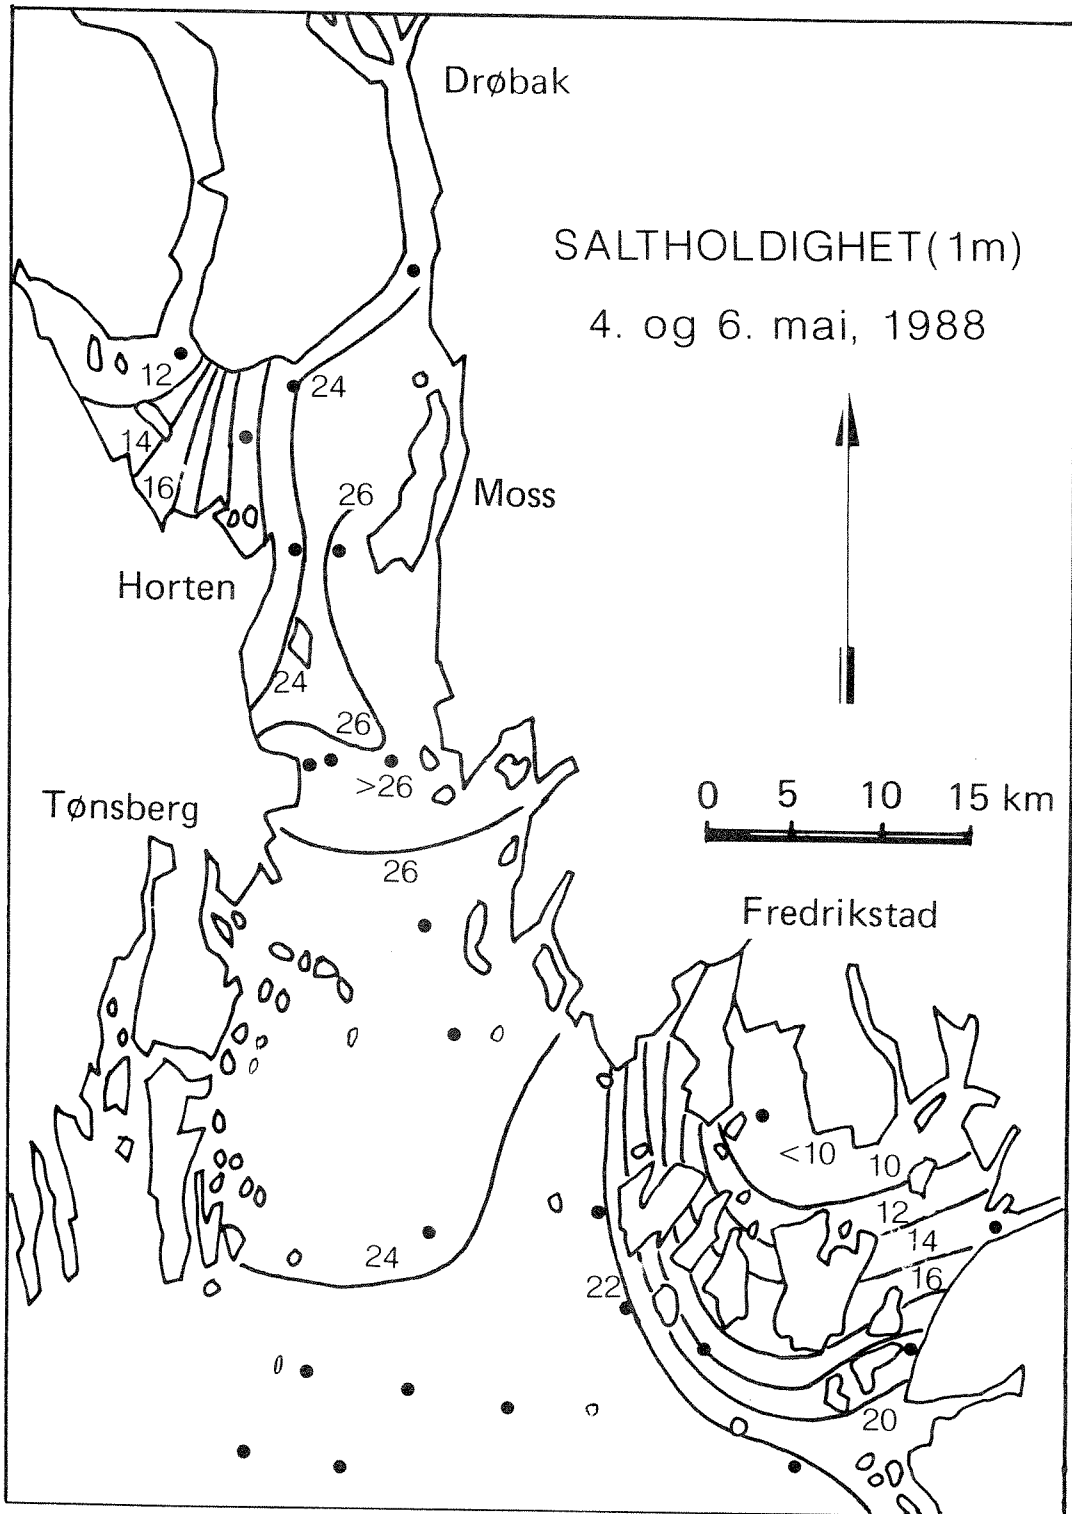 Drøbak
SALTHOLDIGHET(1m)
4. og 6. mai, 1988
12
24
14
16
26
Moss
Horten
24
26
>26
0 5 10 15 km
Tønsberg
26
Fredrikstad
<10
10
12
14
24
16
22
20